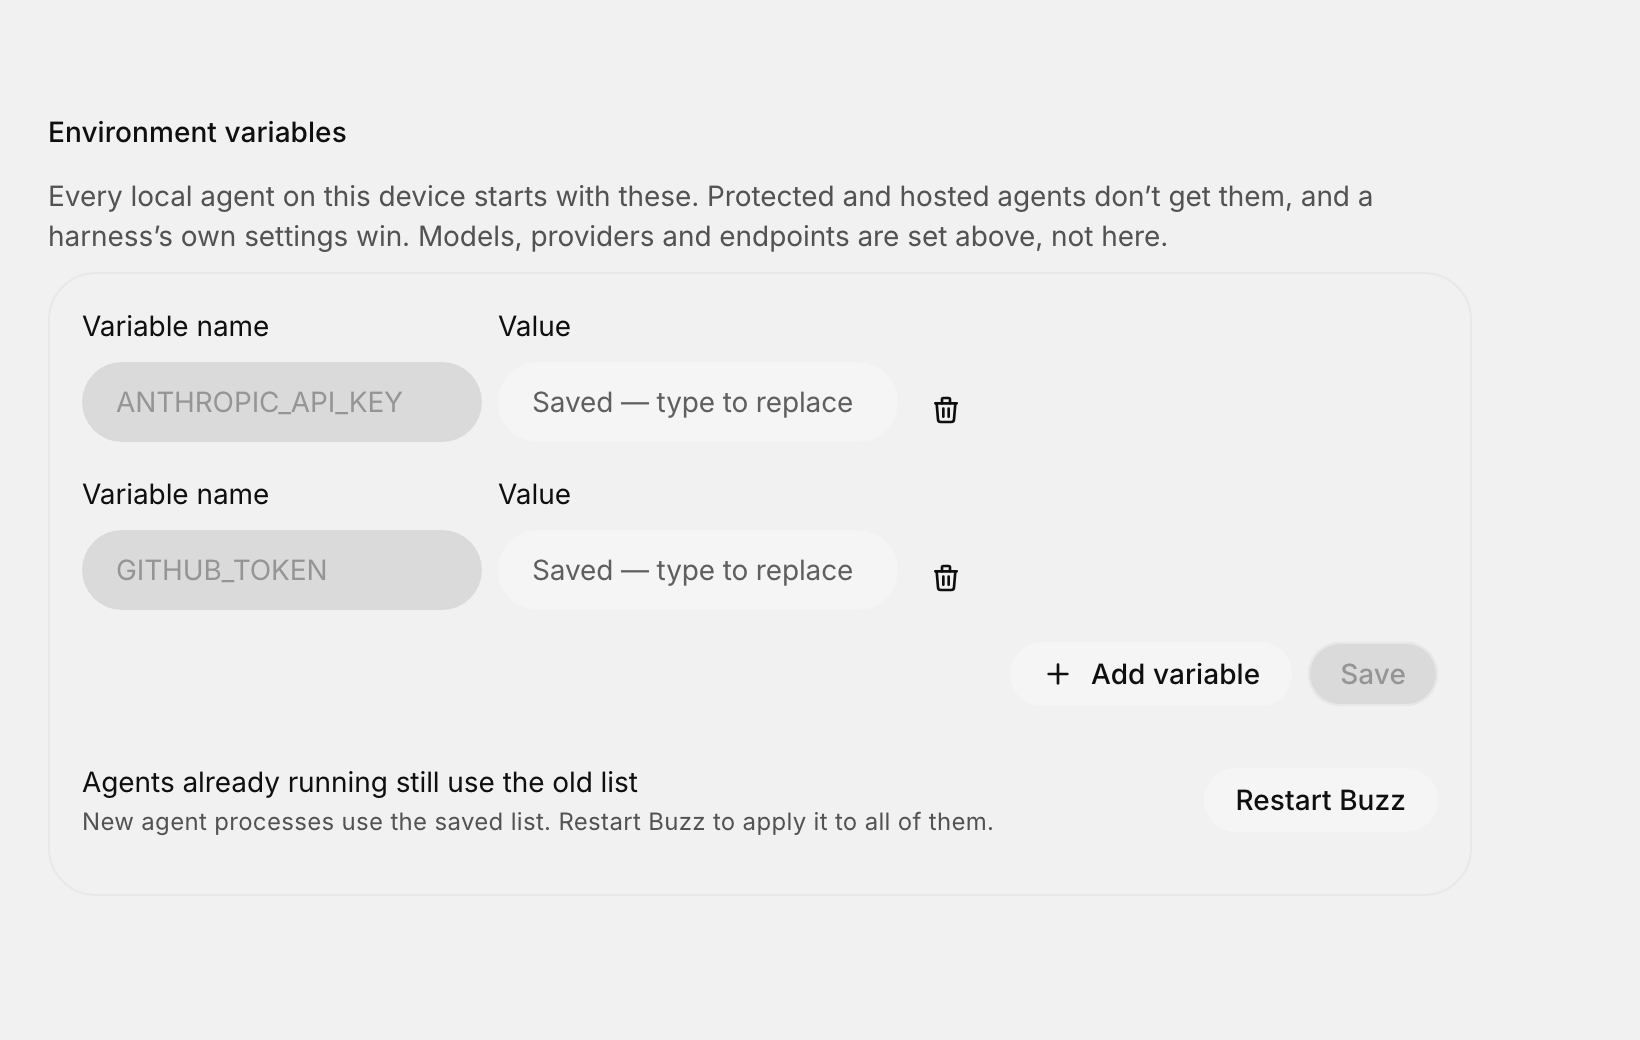 Environment variables
Every local agent on this device starts with these. Protected and hosted agents don’t get them, and a
harness’s own settings win. Models, providers and endpoints are set above, not here.
Variable name
Value
ANTHROPIC_API_KEY
Saved — type to replace
Variable name
Value
GITHUB_TOKEN
Saved — type to replace
Add variable
Save
Agents already running still use the old list
New agent processes use the saved list. Restart Buzz to apply it to all of them.
Restart Buzz